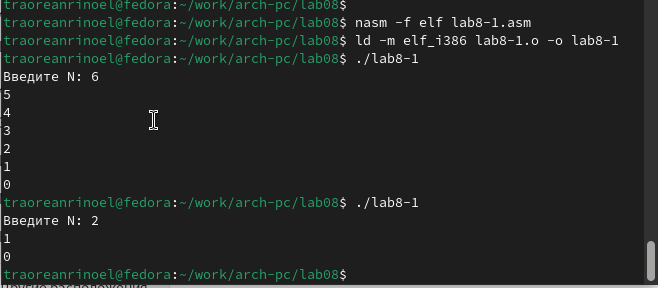 traoreanrinoel@fedora:~/work/arch-pc/lab08$
traoreanrinoel@fedora:~/work/arch-pc/lab08$ nasm -f elf lab8-1.asm
traoreanrinoel@fedora:~/work/arch-pc/lab08$ ld -m elf_i386 lab8-1.o -o lab8-1
traoreanrinoel@fedora:~/work/arch-pc/lab08$ ./lab8-1
Введите N: 6
5
4
3
2
1
0
traoreanrinoel@fedora:~/work/arch-pc/lab08$ ./lab8-1
Введите N: 2
1
0
traoreanrinoel@fedora:~/work/arch-pc/lab08$